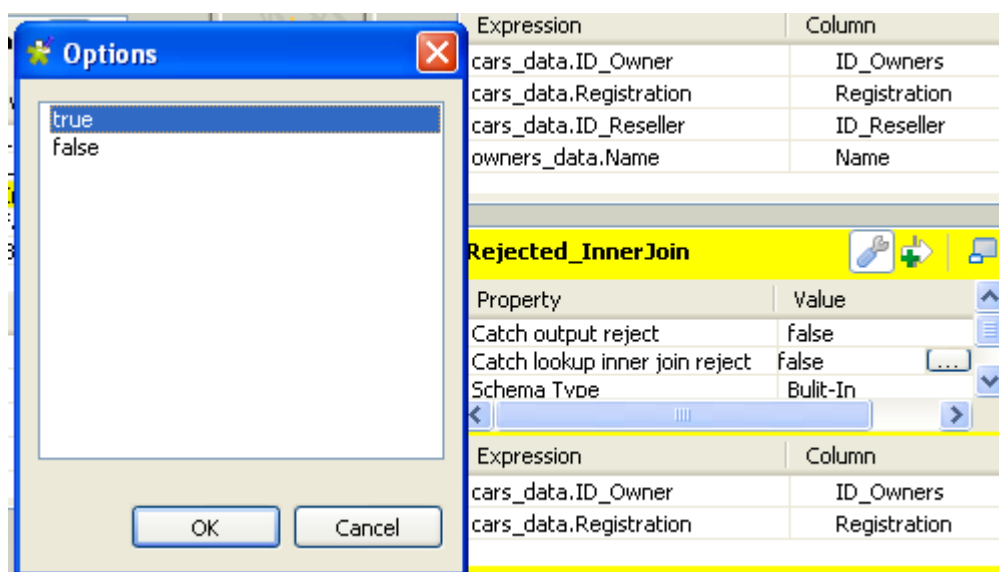 Options
true
false
OK Cancel
Expression Column
cars_data.ID_Owner ID_Owners
cars_data.Registration Registration
cars_data.ID_Reseller ID_Reseller
owners_data.Name Name
Rejected_InnerJoin
Property Value
Catch output reject false
Catch lookup inner join reject false ...
Schema Type Bulit-In
Expression Column
cars_data.ID_Owner ID_Owners
cars_data.Registration Registration